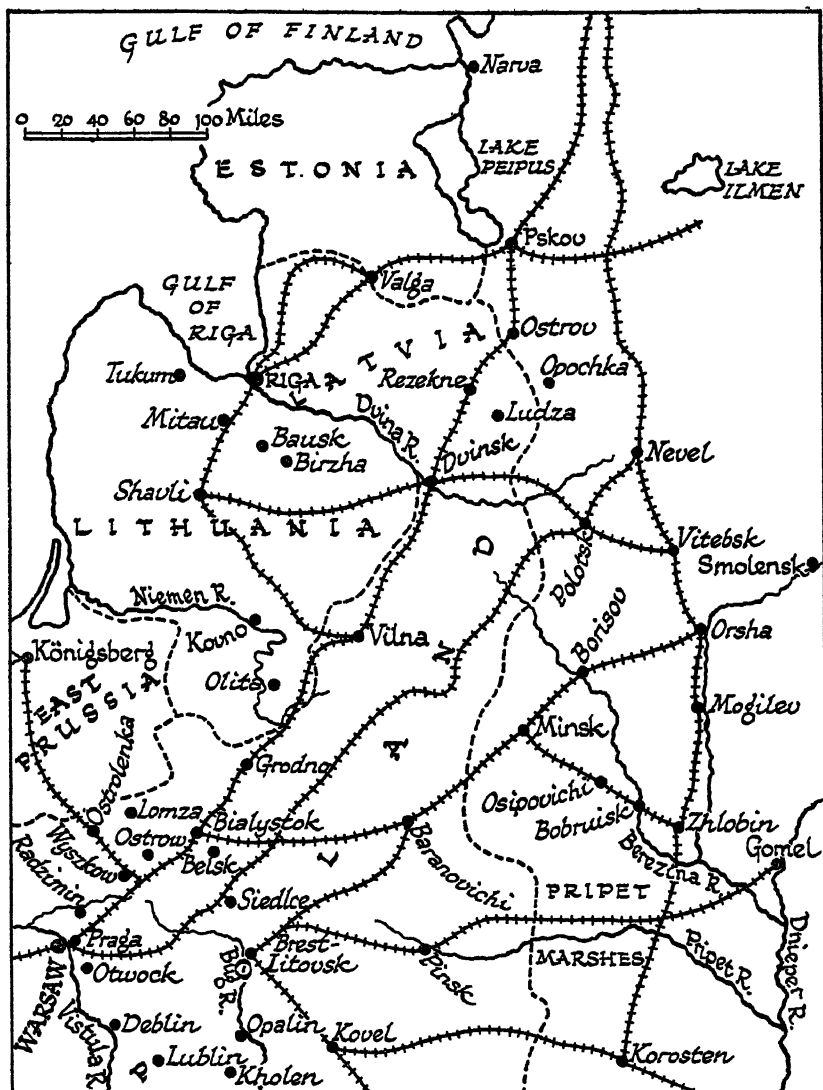 GULF OF FINLAND
Narva
0 20 40 60 80 100 Miles
LAKE
PEIPUS
ESTONIA
LAKE
ILMEN
Pskov
Valga
GULF
OF
RIGA
Ostrov
LATVIA
Tukum
RIGA
Rezekne
Opochka
Ludza
Mitau
Dvina R.
Bausk
Birzha
Dvinsk
Nevel
Shavli
LITHUANIA
Vitebsk
Polotsk
Smolensk
Niemen R.
Kovno
Vilna
Borisov
Orsha
Königsberg
Olita
EAST
PRUSSIA
Mogilev
Minsk
Grodno
Ostrolenka
Osipovichi
Lomza
Bialystok
Bobruisk
Zhlobin
Ostrow
Belsk
Baranovichi
Gomel
Wyszkow
Radzimin
Berezina R.
Siedlce
PRIPET
MARSHES
Praga
Brest-
Litovsk
Pinsk
Pripet R.
Dnieper R.
WARSAW
Otwock
Bug R.
Vistula R.
Deblin
Opalin
Kovel
Lublin
Kholen
Korosten
POLAND